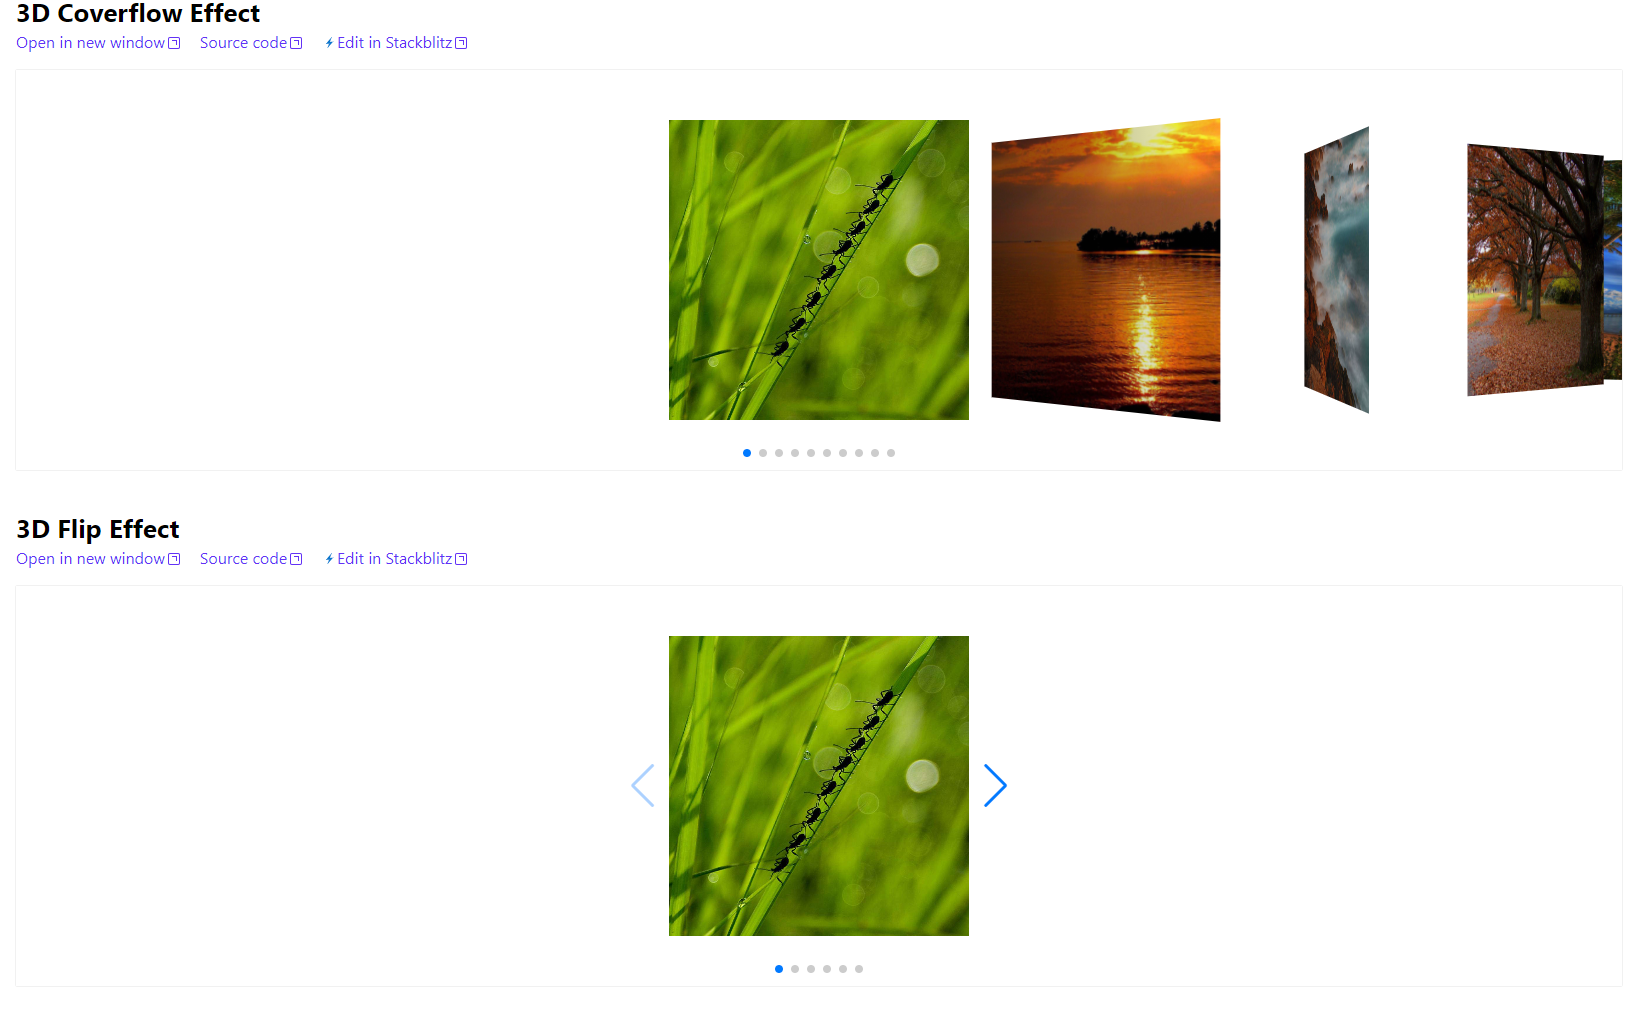 3D Coverflow Effect
Open in new window Source code Edit in Stackblitz
3D Flip Effect
Open in new window Source code Edit in Stackblitz